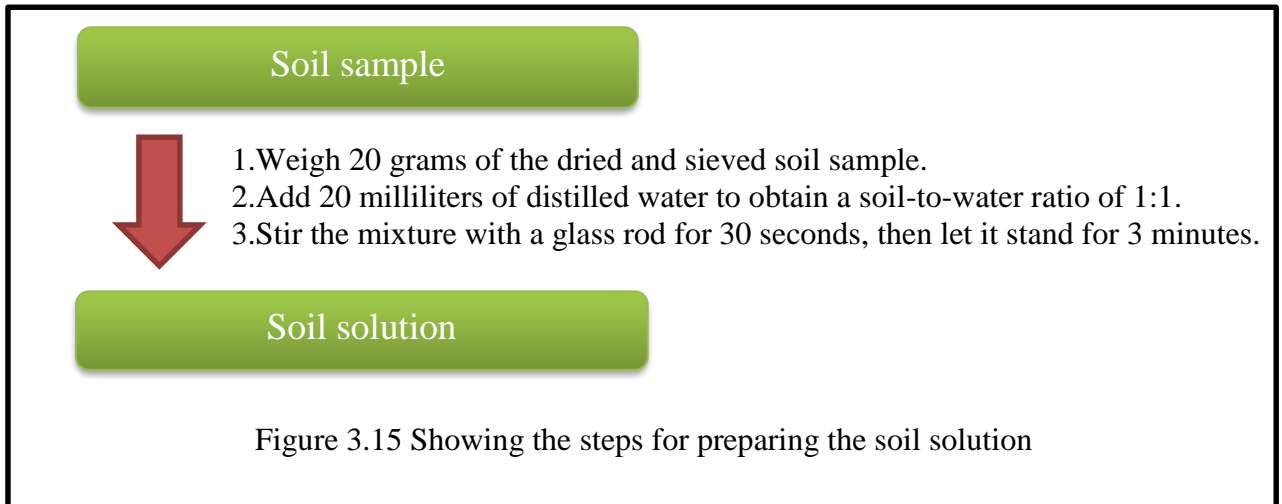 Soil sample
1.Weigh 20 grams of the dried and sieved soil sample.
2.Add 20 milliliters of distilled water to obtain a soil-to-water ratio of 1:1.
3.Stir the mixture with a glass rod for 30 seconds, then let it stand for 3 minutes.
Soil solution
Figure 3.15 Showing the steps for preparing the soil solution